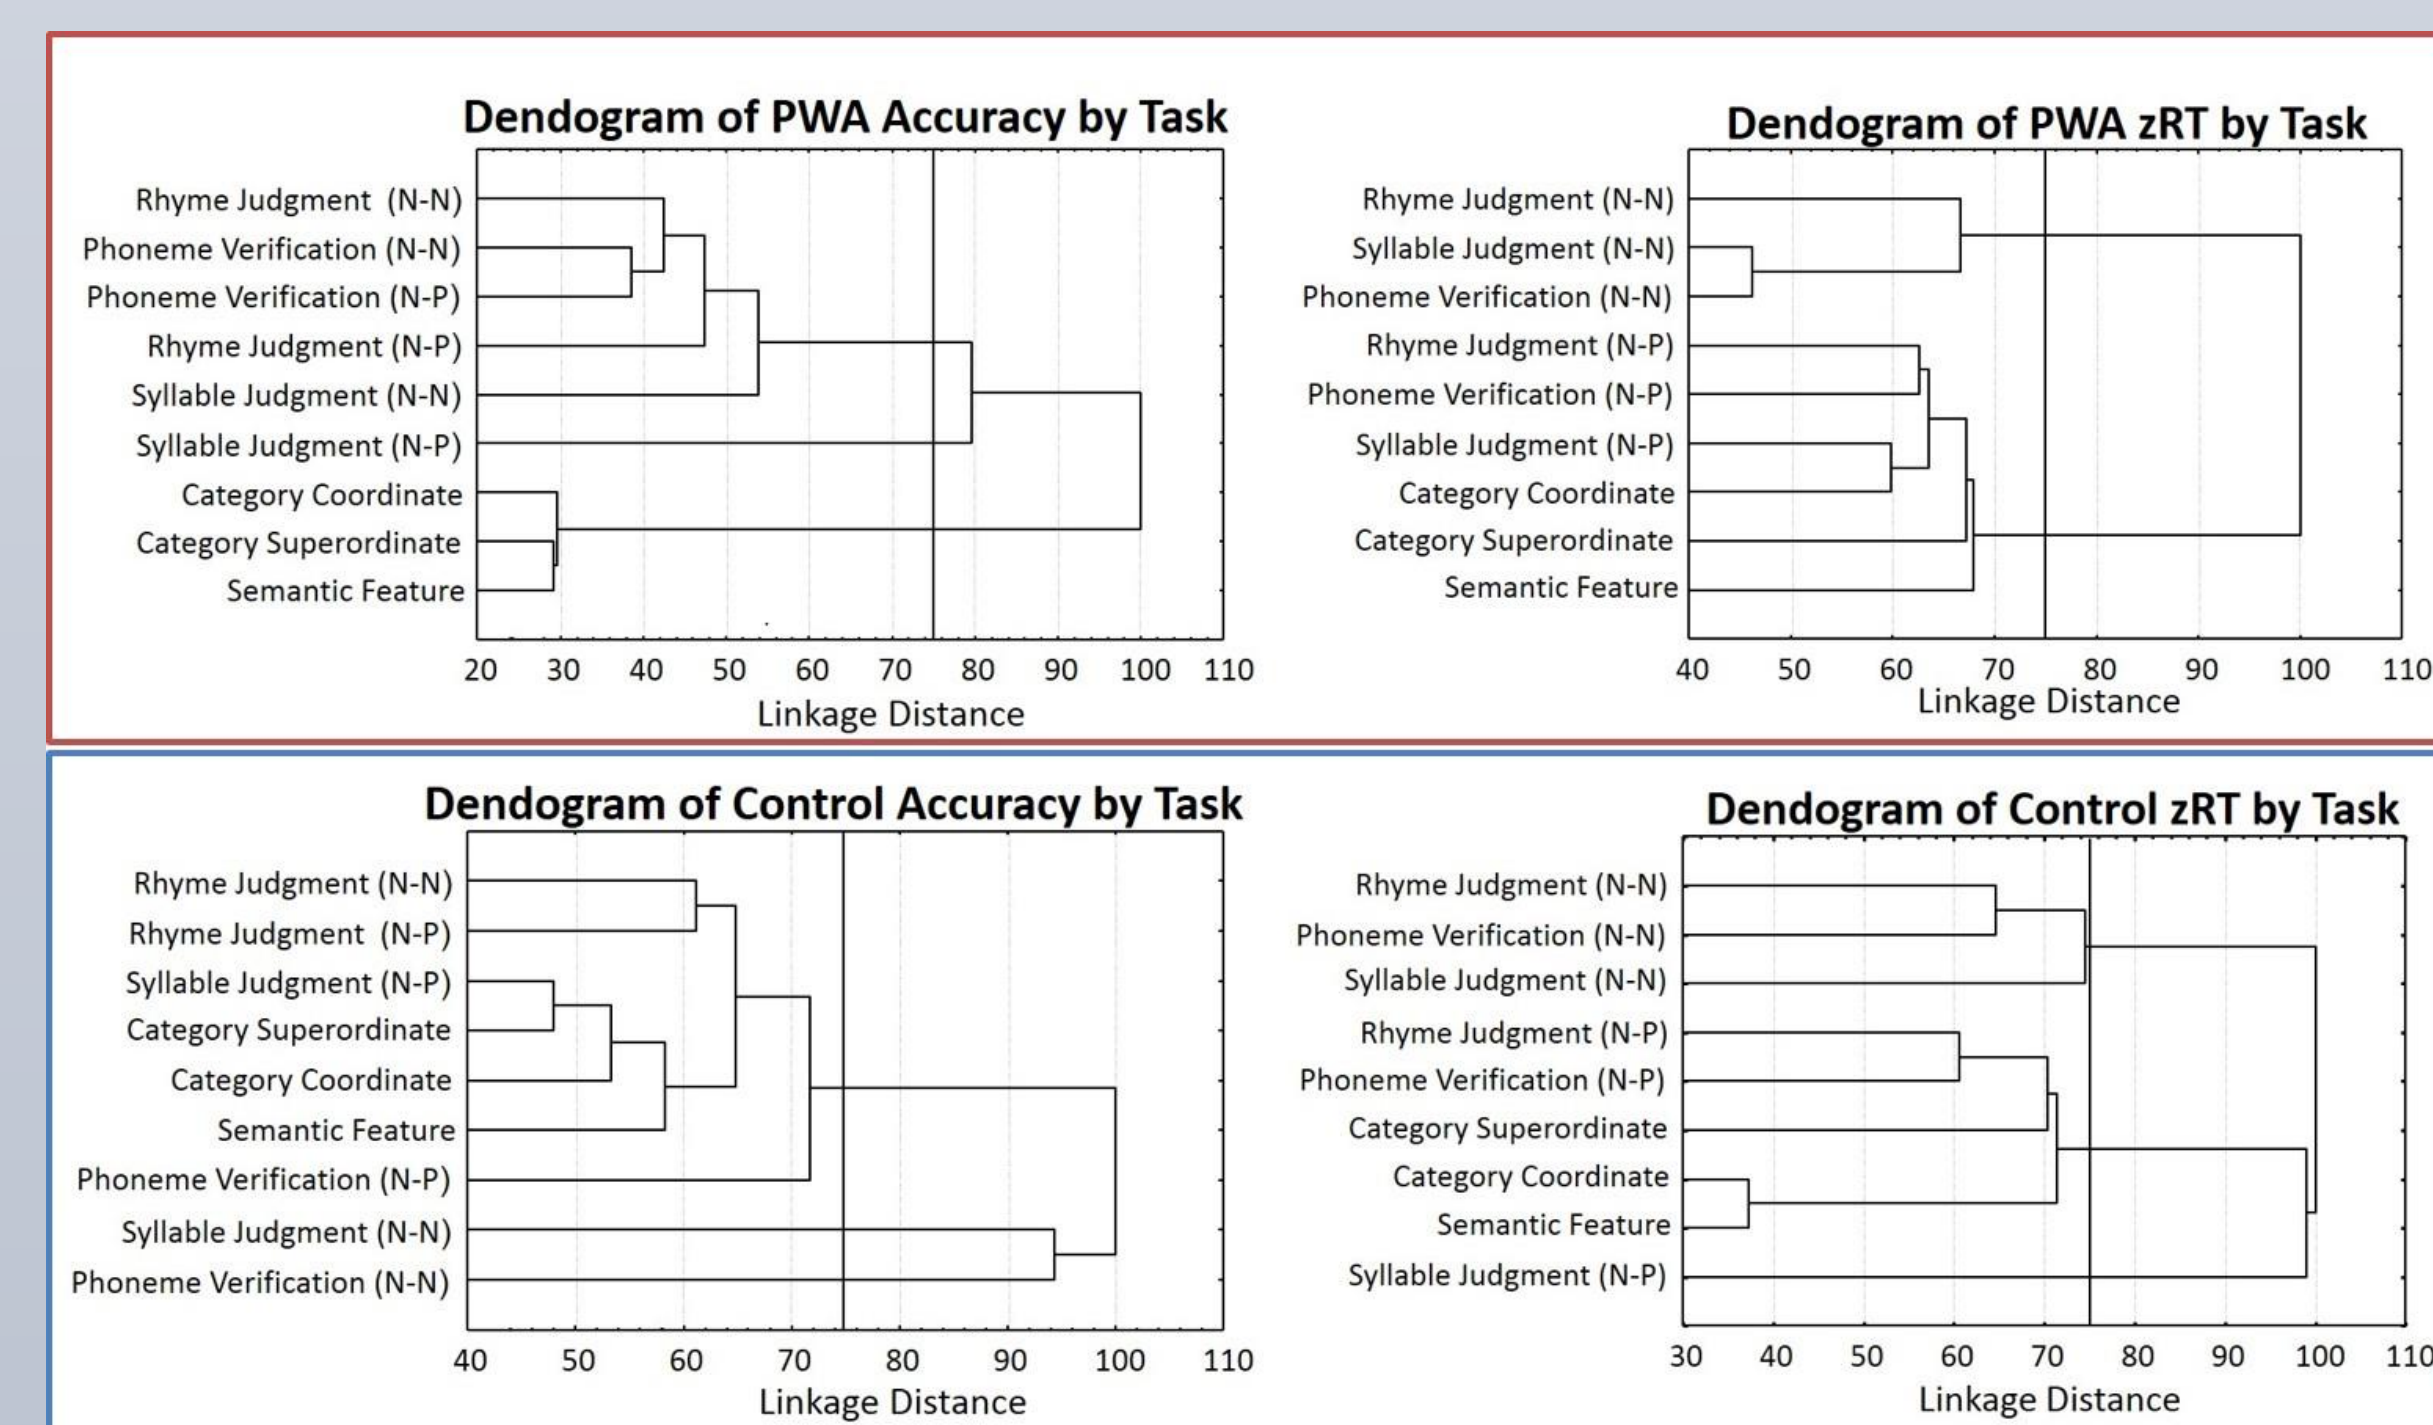 Dendogram of PWA Accuracy by Task
Rhyme Judgment (N-N)
Phoneme Verification (N-N)
Phoneme Verification (N-P)
Rhyme Judgment (N-P)
Syllable Judgment (N-N)
Syllable Judgment (N-P)
Category Coordinate
Category Superordinate
Semantic Feature
20 30 40 50 60 70 80 90 100 110
Linkage Distance
Dendogram of PWA zRT by Task
Rhyme Judgment (N-N)
Syllable Judgment (N-N)
Phoneme Verification (N-N)
Rhyme Judgment (N-P)
Phoneme Verification (N-P)
Syllable Judgment (N-P)
Category Coordinate
Category Superordinate
Semantic Feature
40 50 60 70 80 90 100 110
Linkage Distance
Dendogram of Control Accuracy by Task
Rhyme Judgment (N-N)
Rhyme Judgment (N-P)
Syllable Judgment (N-P)
Category Superordinate
Category Coordinate
Semantic Feature
Phoneme Verification (N-P)
Syllable Judgment (N-N)
Phoneme Verification (N-N)
40 50 60 70 80 90 100 110
Linkage Distance
Dendogram of Control zRT by Task
Rhyme Judgment (N-N)
Phoneme Verification (N-N)
Syllable Judgment (N-N)
Rhyme Judgment (N-P)
Phoneme Verification (N-P)
Category Superordinate
Category Coordinate
Semantic Feature
Syllable Judgment (N-P)
30 40 50 60 70 80 90 100 110
Linkage Distance